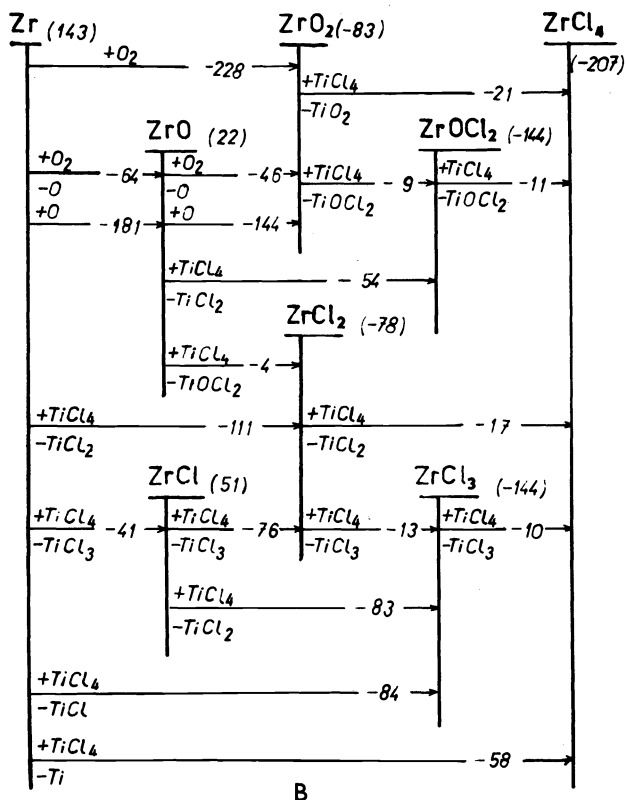 Zr (143) ZrO₂ (-83) ZrCl₄
(-207)
+O₂ -228
+TiCl₄ -21
-TiO₂
ZrO (22) ZrOCl₂ (-144)
+O₂ -64 +O₂ -46 +TiCl₄ -9 +TiCl₄ -11
-O -O -TiOCl₂ -TiOCl₂
+O -181 +O -144
+TiCl₄ -54
-TiCl₂
ZrCl₂ (-78)
+TiCl₄ -4
-TiOCl₂
+TiCl₄ -111 +TiCl₄ -17
-TiCl₂ -TiCl₂
ZrCl (51) ZrCl₃ (-144)
+TiCl₄ -41 +TiCl₄ -76 +TiCl₄ -13 +TiCl₄ -10
-TiCl₃ -TiCl₃ -TiCl₃ -TiCl₃
+TiCl₄ -83
-TiCl₂
+TiCl₄ -84
-TiCl
+TiCl₄ -58
-Ti
B